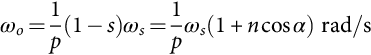 ω_o = 1/p (1 − s)ω_s = 1/p ω_s(1 + n cos α) rad/s